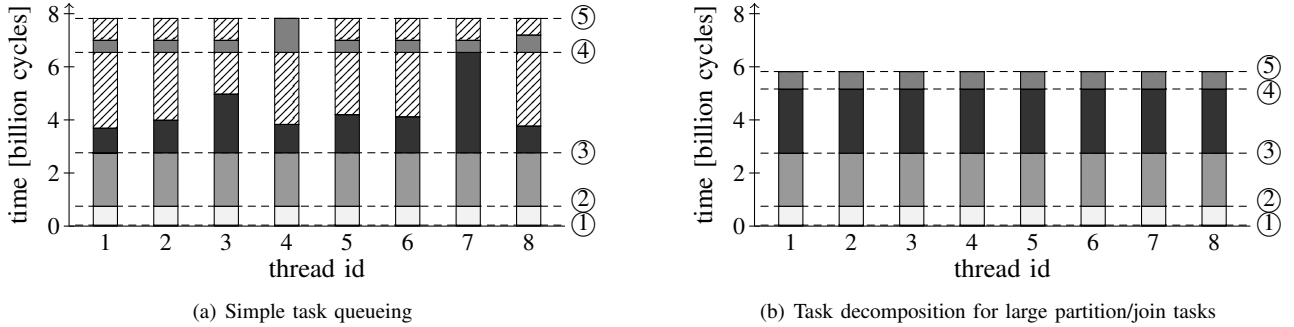 8
6
4
2
0
time [billion cycles]
1 2 3 4 5 6 7 8
thread id
⑤
④
③
②
①
(a) Simple task queueing
8
6
4
2
0
time [billion cycles]
1 2 3 4 5 6 7 8
thread id
⑤
④
③
②
①
(b) Task decomposition for large partition/join tasks